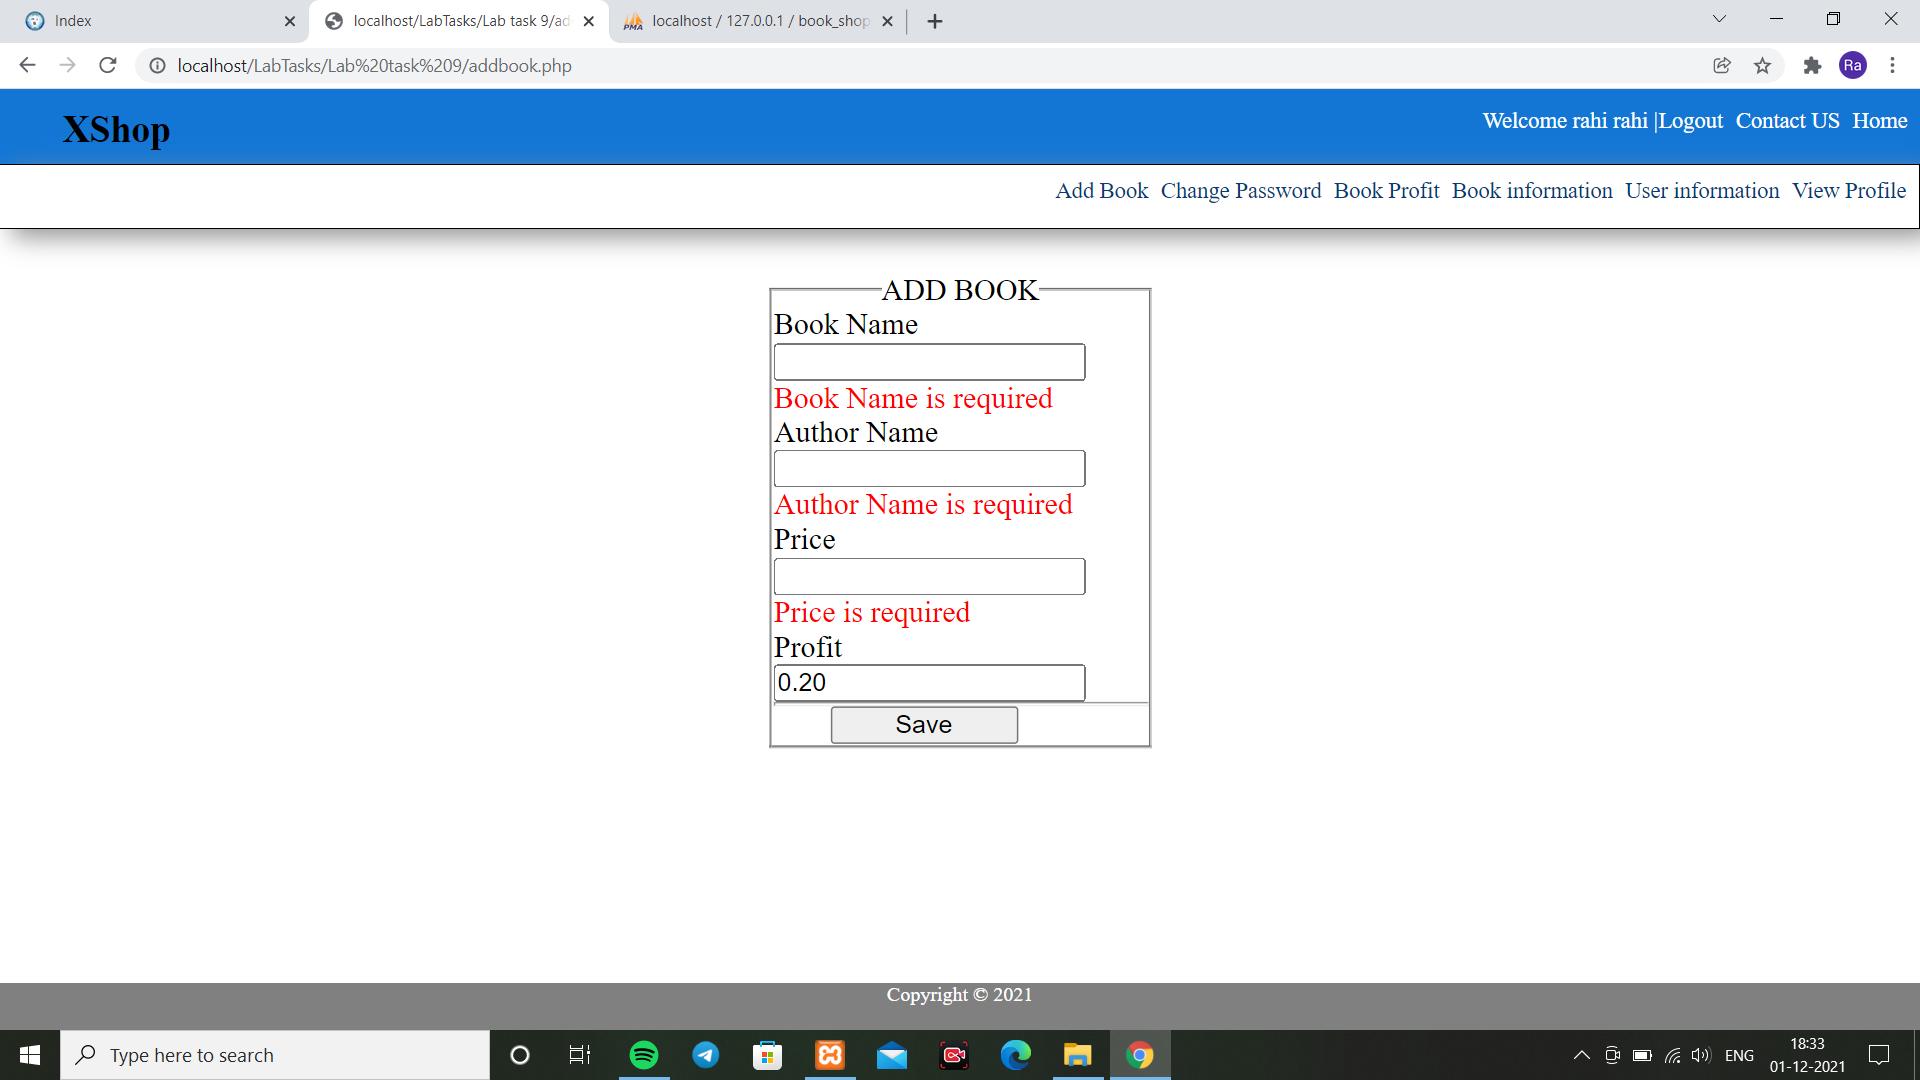 Index
localhost/LabTasks/Lab task 9/ad
localhost / 127.0.0.1 / book_shop
localhost/LabTasks/Lab%20task%209/addbook.php
Ra
XShop
Welcome rahi rahi |Logout Contact US Home
Add Book Change Password Book Profit Book information User information View Profile
ADD BOOK
Book Name
Book Name is required
Author Name
Author Name is required
Price
Price is required
Profit
0.20
Save
Copyright © 2021
Type here to search
ENG
18:33
01-12-2021